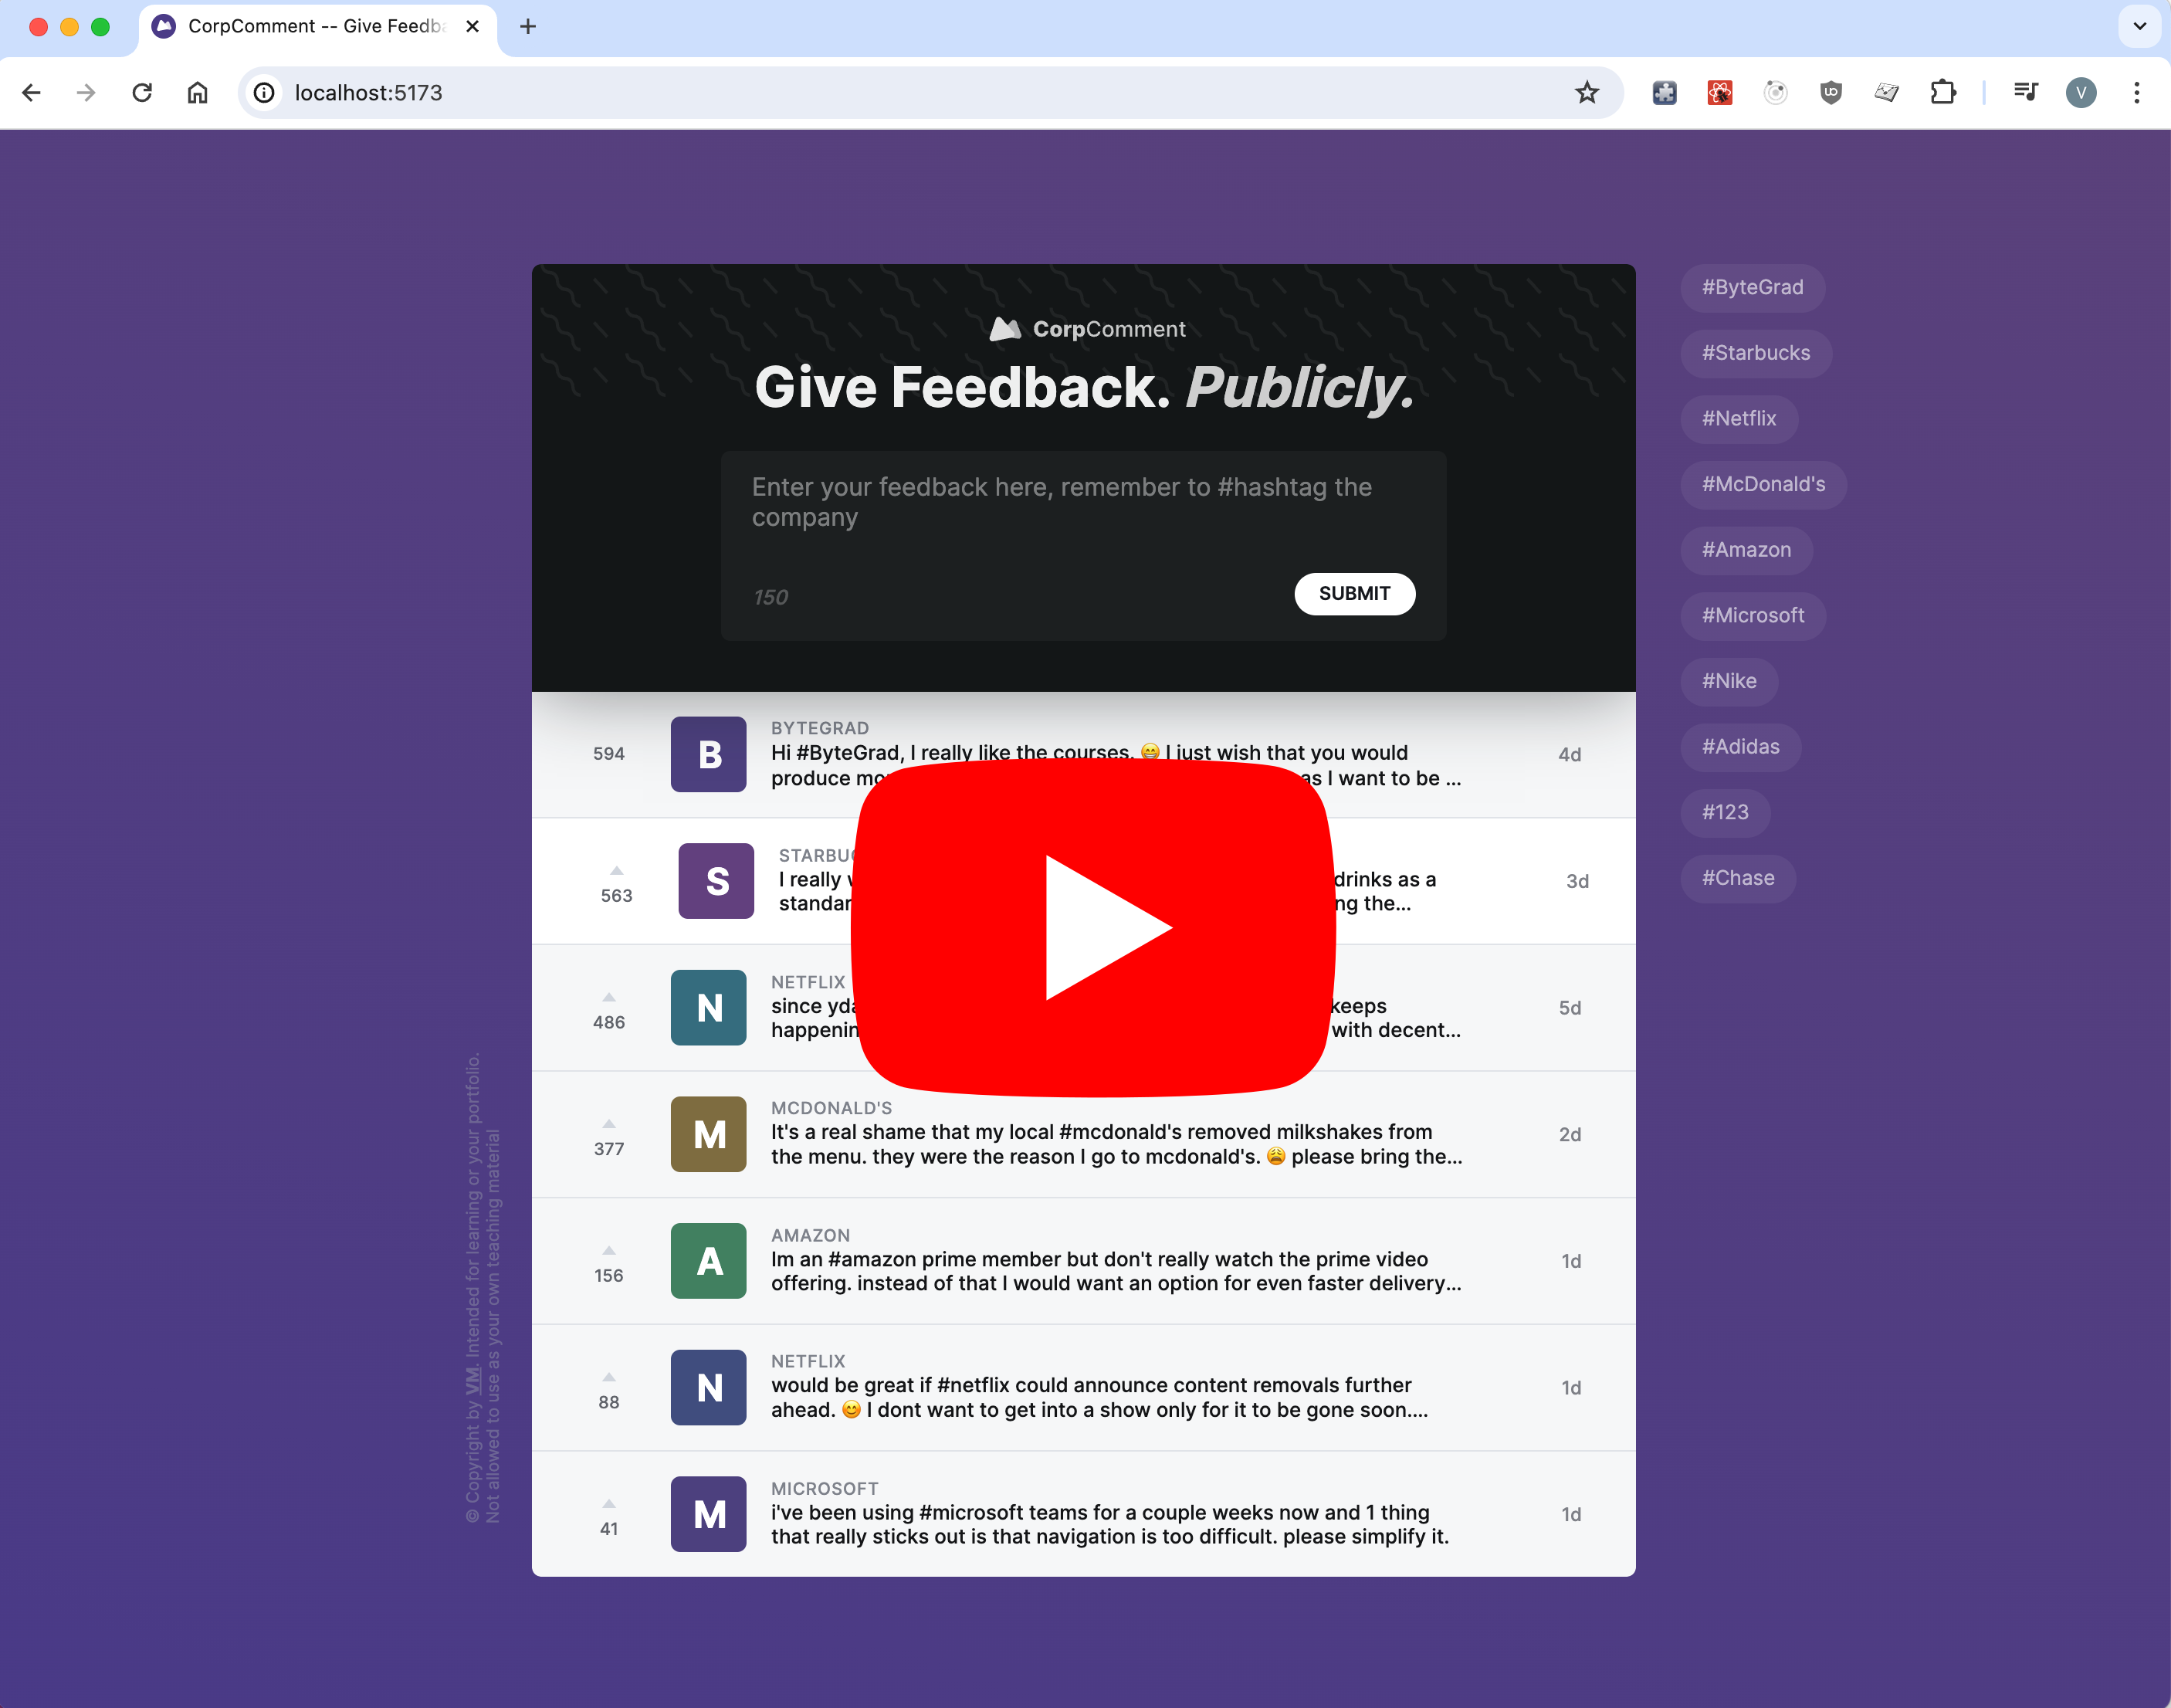 CorpComment -- Give Feedba
localhost:5173
V
CorpComment
Give Feedback. Publicly.
Enter your feedback here, remember to #hashtag the
company
150
SUBMIT
594
B
BYTEGRAD
Hi #ByteGrad, I really like the courses. 😁 I just wish that you would
produce mo
as I want to be ...
4d
563
S
STARBUC
I really
drinks as a
standar
ng the...
3d
486
N
NETFLIX
since yda
keeps
happenin
with decent...
5d
377
M
MCDONALD'S
It's a real shame that my local #mcdonald's removed milkshakes from
the menu. they were the reason I go to mcdonald's. 😩 please bring the...
2d
156
A
AMAZON
Im an #amazon prime member but don't really watch the prime video
offering. instead of that I would want an option for even faster delivery...
1d
88
N
NETFLIX
would be great if #netflix could announce content removals further
ahead. 😊 I dont want to get into a show only for it to be gone soon....
1d
41
M
MICROSOFT
i've been using #microsoft teams for a couple weeks now and 1 thing
that really sticks out is that navigation is too difficult. please simplify it.
1d
#ByteGrad
#Starbucks
#Netflix
#McDonald's
#Amazon
#Microsoft
#Nike
#Adidas
#123
#Chase
© Copyright by VM. Intended for learning or your portfolio.
Not allowed to use as your own teaching material